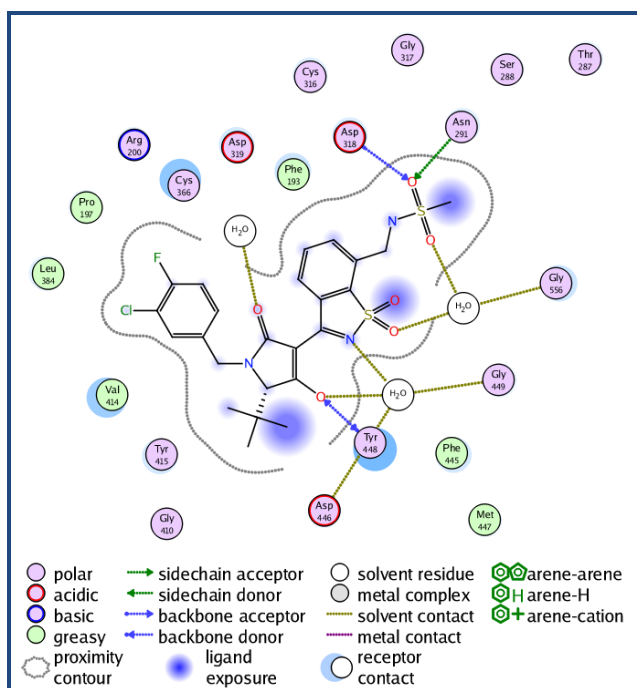 Gly
317
Cys
316
Ser
288
Thr
287
Asn
291
Asp
318
Arg
200
Asp
319
Phe
193
Cys
366
Pro
197
H₂O
Leu
384
F
Cl
O
N
O
S
O
Gly
556
H₂O
O
S
O
N
N
O
H₂O
Gly
449
Val
414
Tyr
448
Phe
445
Tyr
415
Asp
446
Met
447
Gly
410
polar
acidic
basic
greasy
proximity
contour
sidechain acceptor
sidechain donor
backbone acceptor
backbone donor
ligand
exposure
solvent residue
metal complex
solvent contact
metal contact
receptor
contact
arene-arene
H arene-H
+ arene-cation